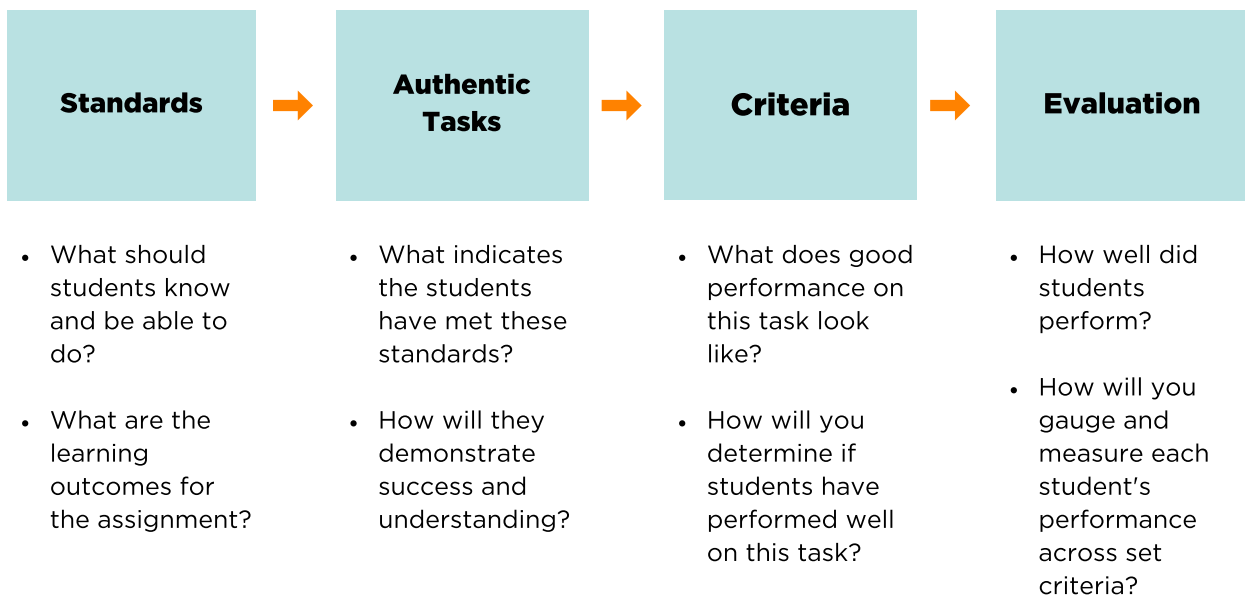 Standards
Authentic
Tasks
Criteria
Evaluation
• What should
students know
and be able to
do?
• What are the
learning
outcomes for
the assignment?
• What indicates
the students
have met these
standards?
• How will they
demonstrate
success and
understanding?
• What does good
performance on
this task look
like?
• How will you
determine if
students have
performed well
on this task?
• How well did
students
perform?
• How will you
gauge and
measure each
student's
performance
across set
criteria?